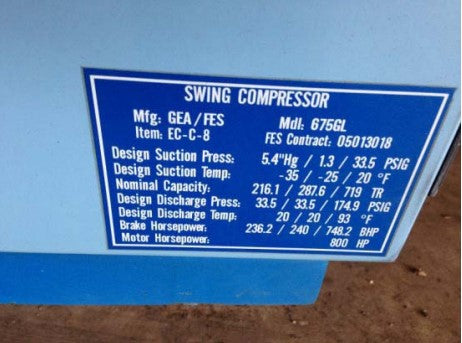 SWING COMPRESSOR
Mfg: GEA/FES Mdl: 675GL
Item: EC-C-8 FES Contract: 05013018
Design Suction Press: 5.4"Hg / 1.3 / 33.5 PSIG
Design Suction Temp: -35 / -25 / 20 °F
Nominal Capacity: 216.1 / 287.6 / 719 TR
Design Discharge Press: 33.5 / 33.5 / 174.9 PSIG
Design Discharge Temp: 20 / 20 / 93 °F
Brake Horsepower: 236.2 / 240 / 748.2 BHP
Motor Horsepower: 800 HP